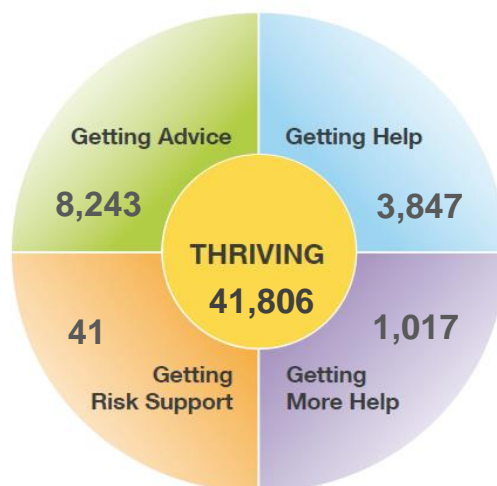 Getting Advice
8,243
Getting Help
3,847
THRIVING
41,806
41
Getting
Risk Support
1,017
Getting
More Help